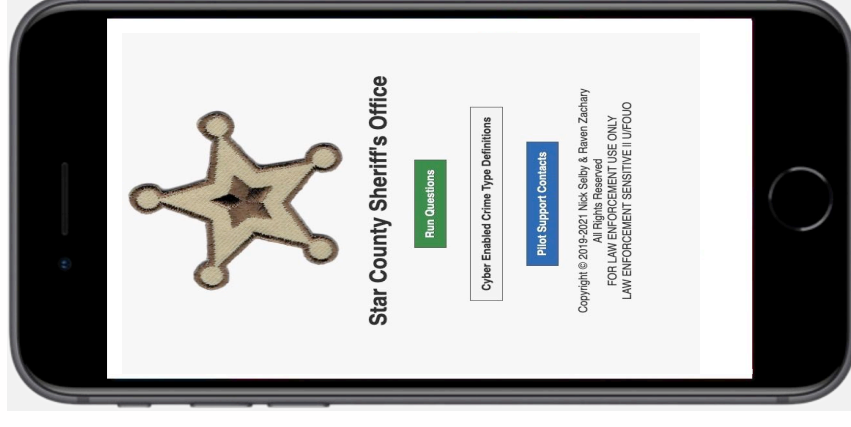 Star County Sheriff's Office
Run Questions
Cyber Enabled Crime Type Definitions
Pilot Support Contacts
Copyright © 2019-2021 Nick Selby & Raven Zachary
All Rights Reserved
FOR LAW ENFORCEMENT USE ONLY
LAW ENFORCEMENT SENSITIVE II U/FOUO